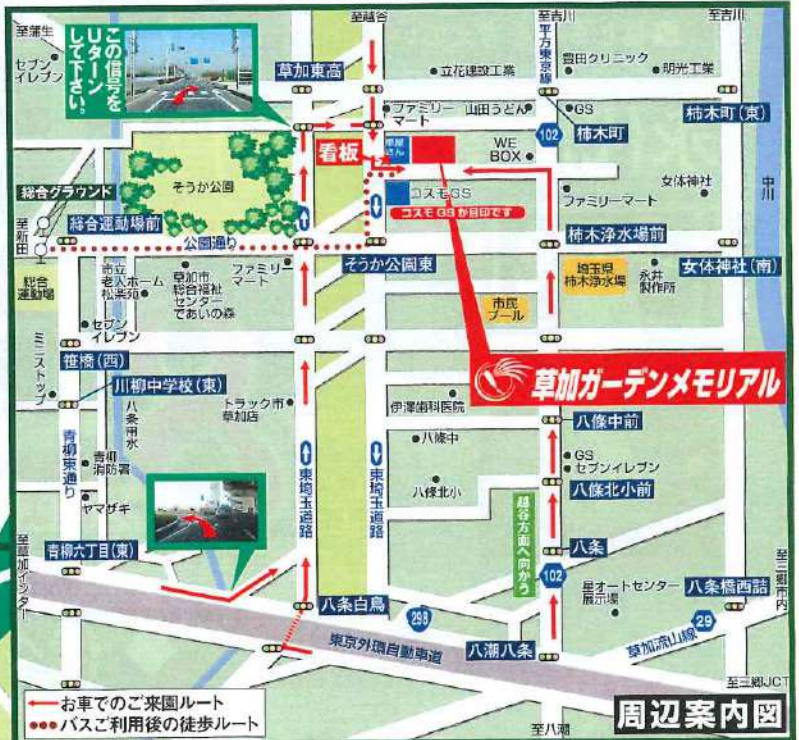 至蒲生
至越谷
至吉川
至吉川
セブン
イレブン
この信号を
Uターン
して下さい。
草加東高
平方東京線
立花建設工業
豊田クリニック
明光工業
ファミリー
マート
山田うどん
GS
102
柿木町
柿木町(東)
看板
車屋
さん
WE
BOX
ファミリーマート
女体神社
中川
コスモGS
コスモGSが目印です
総合グラウンド
そうか公園
至新田
総合運動場前
公園通り
そうか公園東
柿木浄水場前
女体神社(南)
総合
運動場
市立
老人ホーム
松楽苑
草加市
総合福祉
センター
であいの森
ファミリー
マート
市民
プール
埼玉県
柿木浄水場
永井
製作所
セブン
イレブン
ミニストップ
笹橋(西)
川柳中学校(東)
草加ガーデンメモリアル
八条用水
トラック市
草加店
伊澤歯科医院
八條中前
八條中
GS
セブンイレブン
青柳東通り
青柳
消防署
八條北小
八條北小前
東埼玉道路
東埼玉道路
越谷方面へ向かう
ヤマザキ
八条
至草加インター
青柳六丁目(東)
102
星オートセンター
展示場
八条橋西詰
至三郷市内
八条白鳥
298
東京外環自動車道
八潮八条
草加流山線
29
至三郷JCT
お車でのご来園ルート
バスご利用後の徒歩ルート
至八潮
周辺案内図